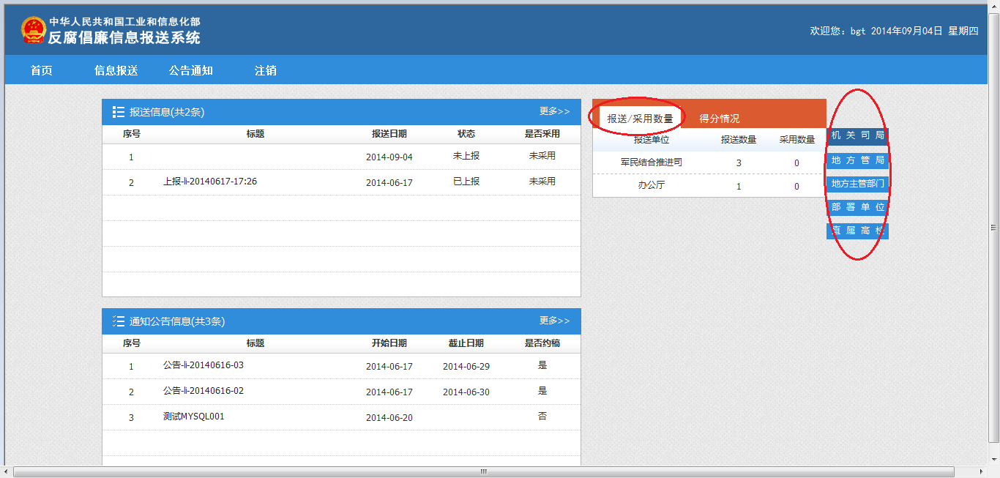 中华人民共和国工业和信息化部
反腐倡廉信息报送系统
欢迎您：bgt 2014年09月04日 星期四
首页 信息报送 公告通知 注销
报送信息(共2条) 更多>>
序号 标题 报送日期 状态 是否采用
1 2014-09-04 未上报 未采用
2 上报-li-20140617-17:26 2014-06-17 已上报 未采用
通知公告信息(共3条) 更多>>
序号 标题 开始日期 截止日期 是否约稿
1 公告-li-20140616-03 2014-06-17 2014-06-29 是
2 公告-li-20140616-02 2014-06-17 2014-06-30 是
3 测试MYSQL001 2014-06-20 否
报送/采用数量 得分情况
报送单位 报送数量 采用数量
军民结合推进司 3 0
办公厅 1 0
机关司局
地方管局
地方主管部门
部署单位
直属高校